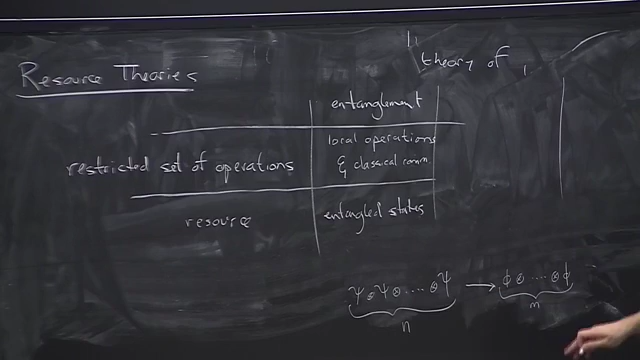 theory of
Resource Theories
entanglement
restricted set of operations
local operations
& classical comm.
resource
entangled states
Ψ ⊗ Ψ ⊗ .... ⊗ Ψ → ϕ ⊗ .... ⊗ ϕ
n
m